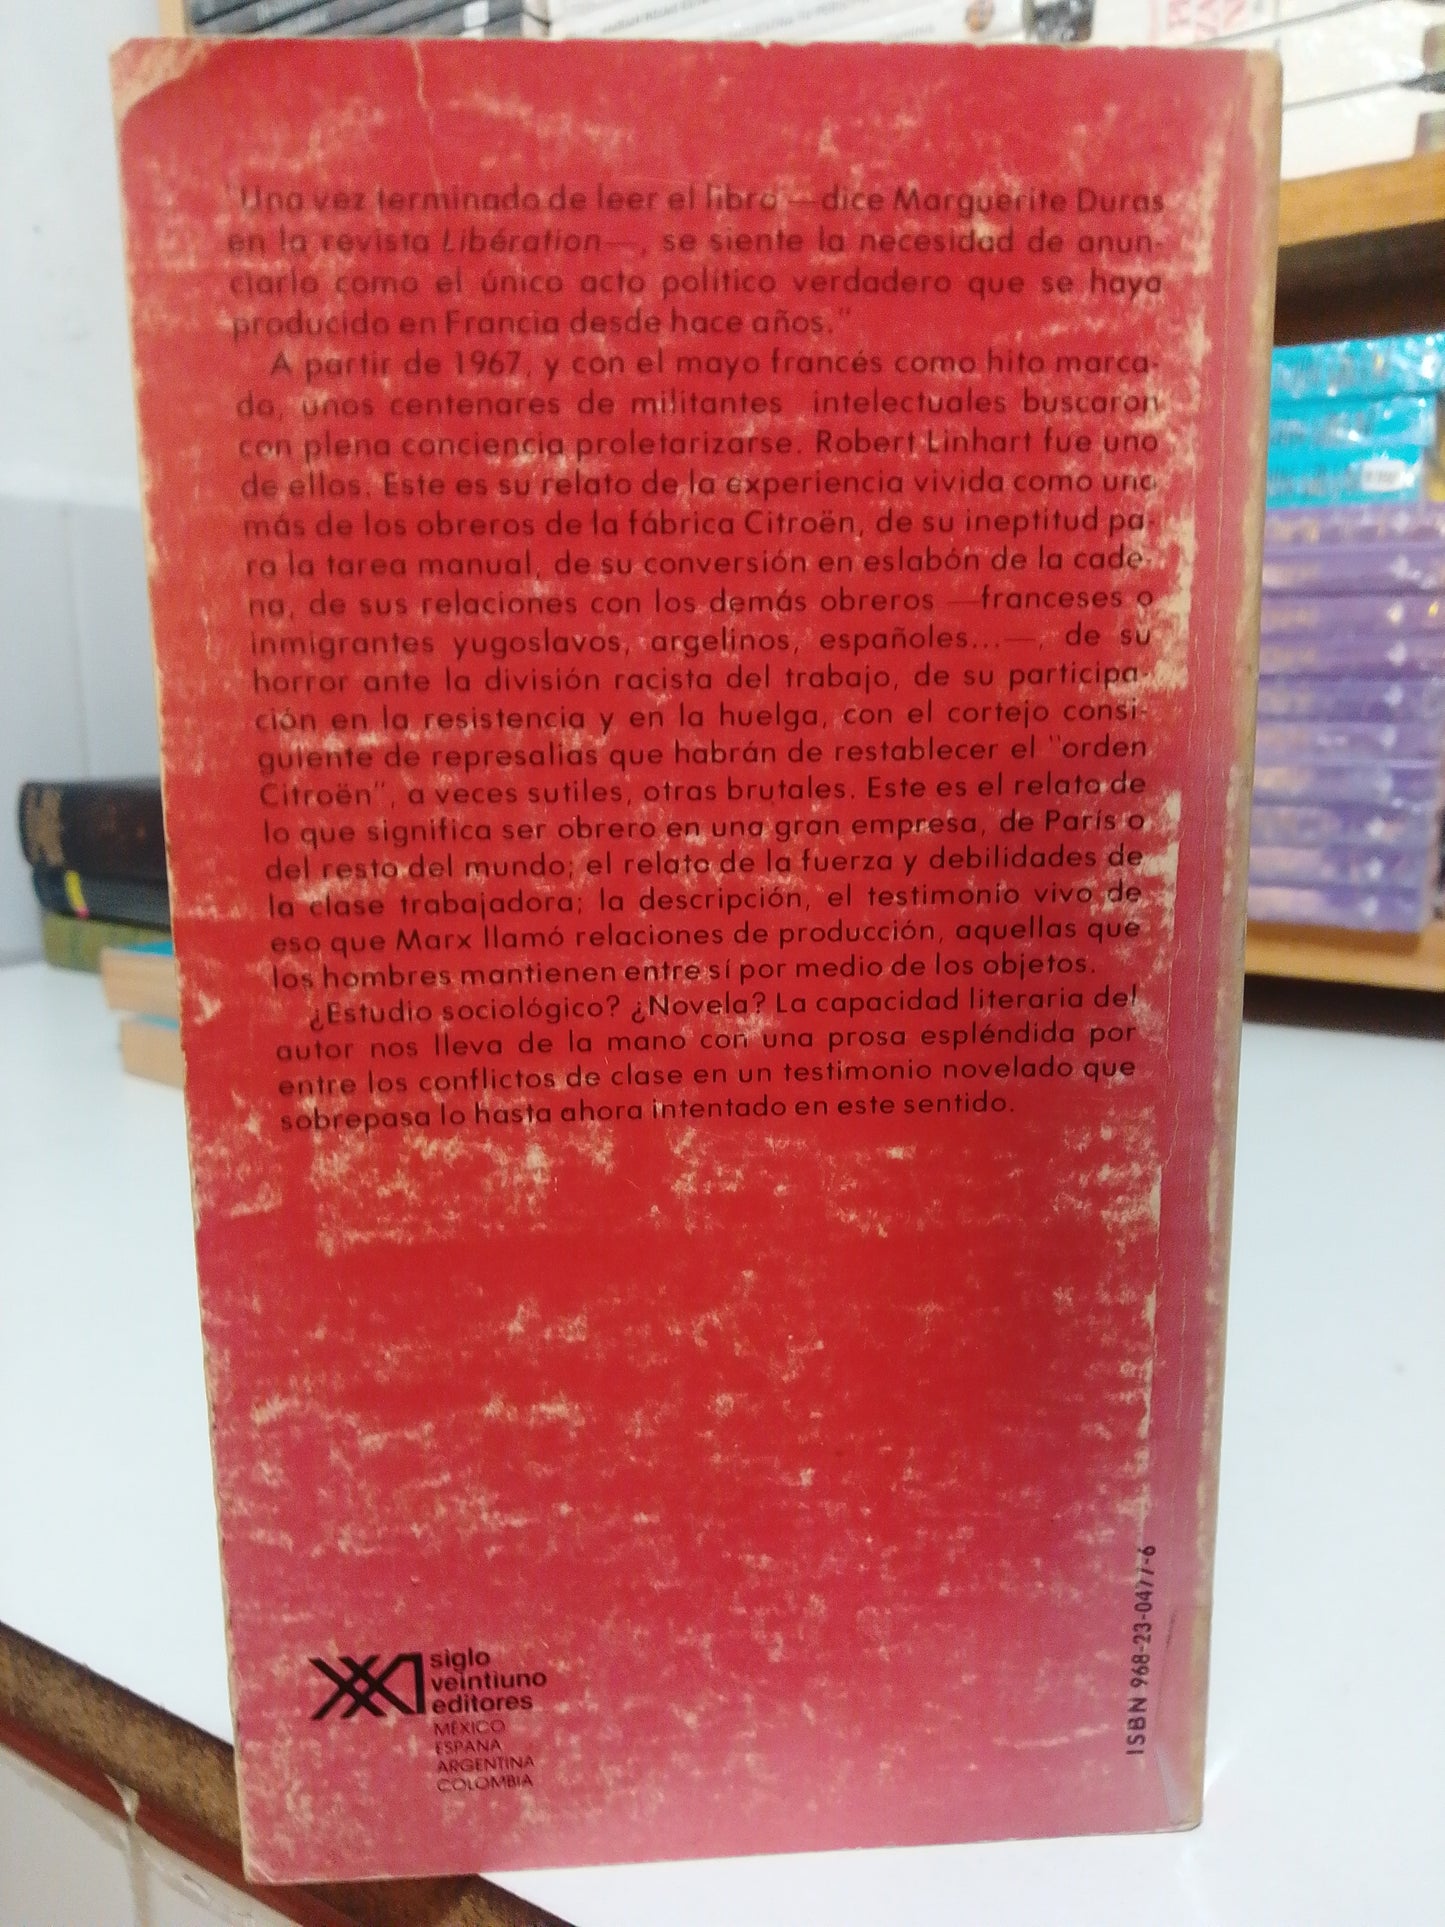 "Una vez terminado de leer el libro —dice Marguerite Duras
en la revista Libération—, se siente la necesidad de anun-
ciarlo como el único acto político verdadero que se haya
producido en Francia desde hace años."
A partir de 1967, y con el mayo francés como hito marca-
do, unos centenares de militantes intelectuales buscaron
con plena conciencia proletarizarse. Robert Linhart fue uno
de ellos. Este es su relato de la experiencia vivida como uno
más de los obreros de la fábrica Citroën, de su ineptitud pa-
ra la tarea manual, de su conversión en eslabón de la cade-
na, de sus relaciones con los demás obreros —franceses o
inmigrantes yugoslavos, argelinos, españoles...—, de su
horror ante la división racista del trabajo, de su participa-
ción en la resistencia y en la huelga, con el cortejo consi-
guiente de represalias que habrán de restablecer el "orden
Citroën", a veces sutiles, otras brutales. Este es el relato de
lo que significa ser obrero en una gran empresa, de París o
del resto del mundo; el relato de la fuerza y debilidades de
la clase trabajadora; la descripción, el testimonio vivo de
eso que Marx llamó relaciones de producción, aquellas que
los hombres mantienen entre sí por medio de los objetos.
¿Estudio sociológico? ¿Novela? La capacidad literaria del
autor nos lleva de la mano con una prosa espléndida por
entre los conflictos de clase en un testimonio novelado que
sobrepasa lo hasta ahora intentado en este sentido.
siglo
veintiuno
editores
MÉXICO
ESPAÑA
ARGENTINA
COLOMBIA
ISBN 968-23-0477-6